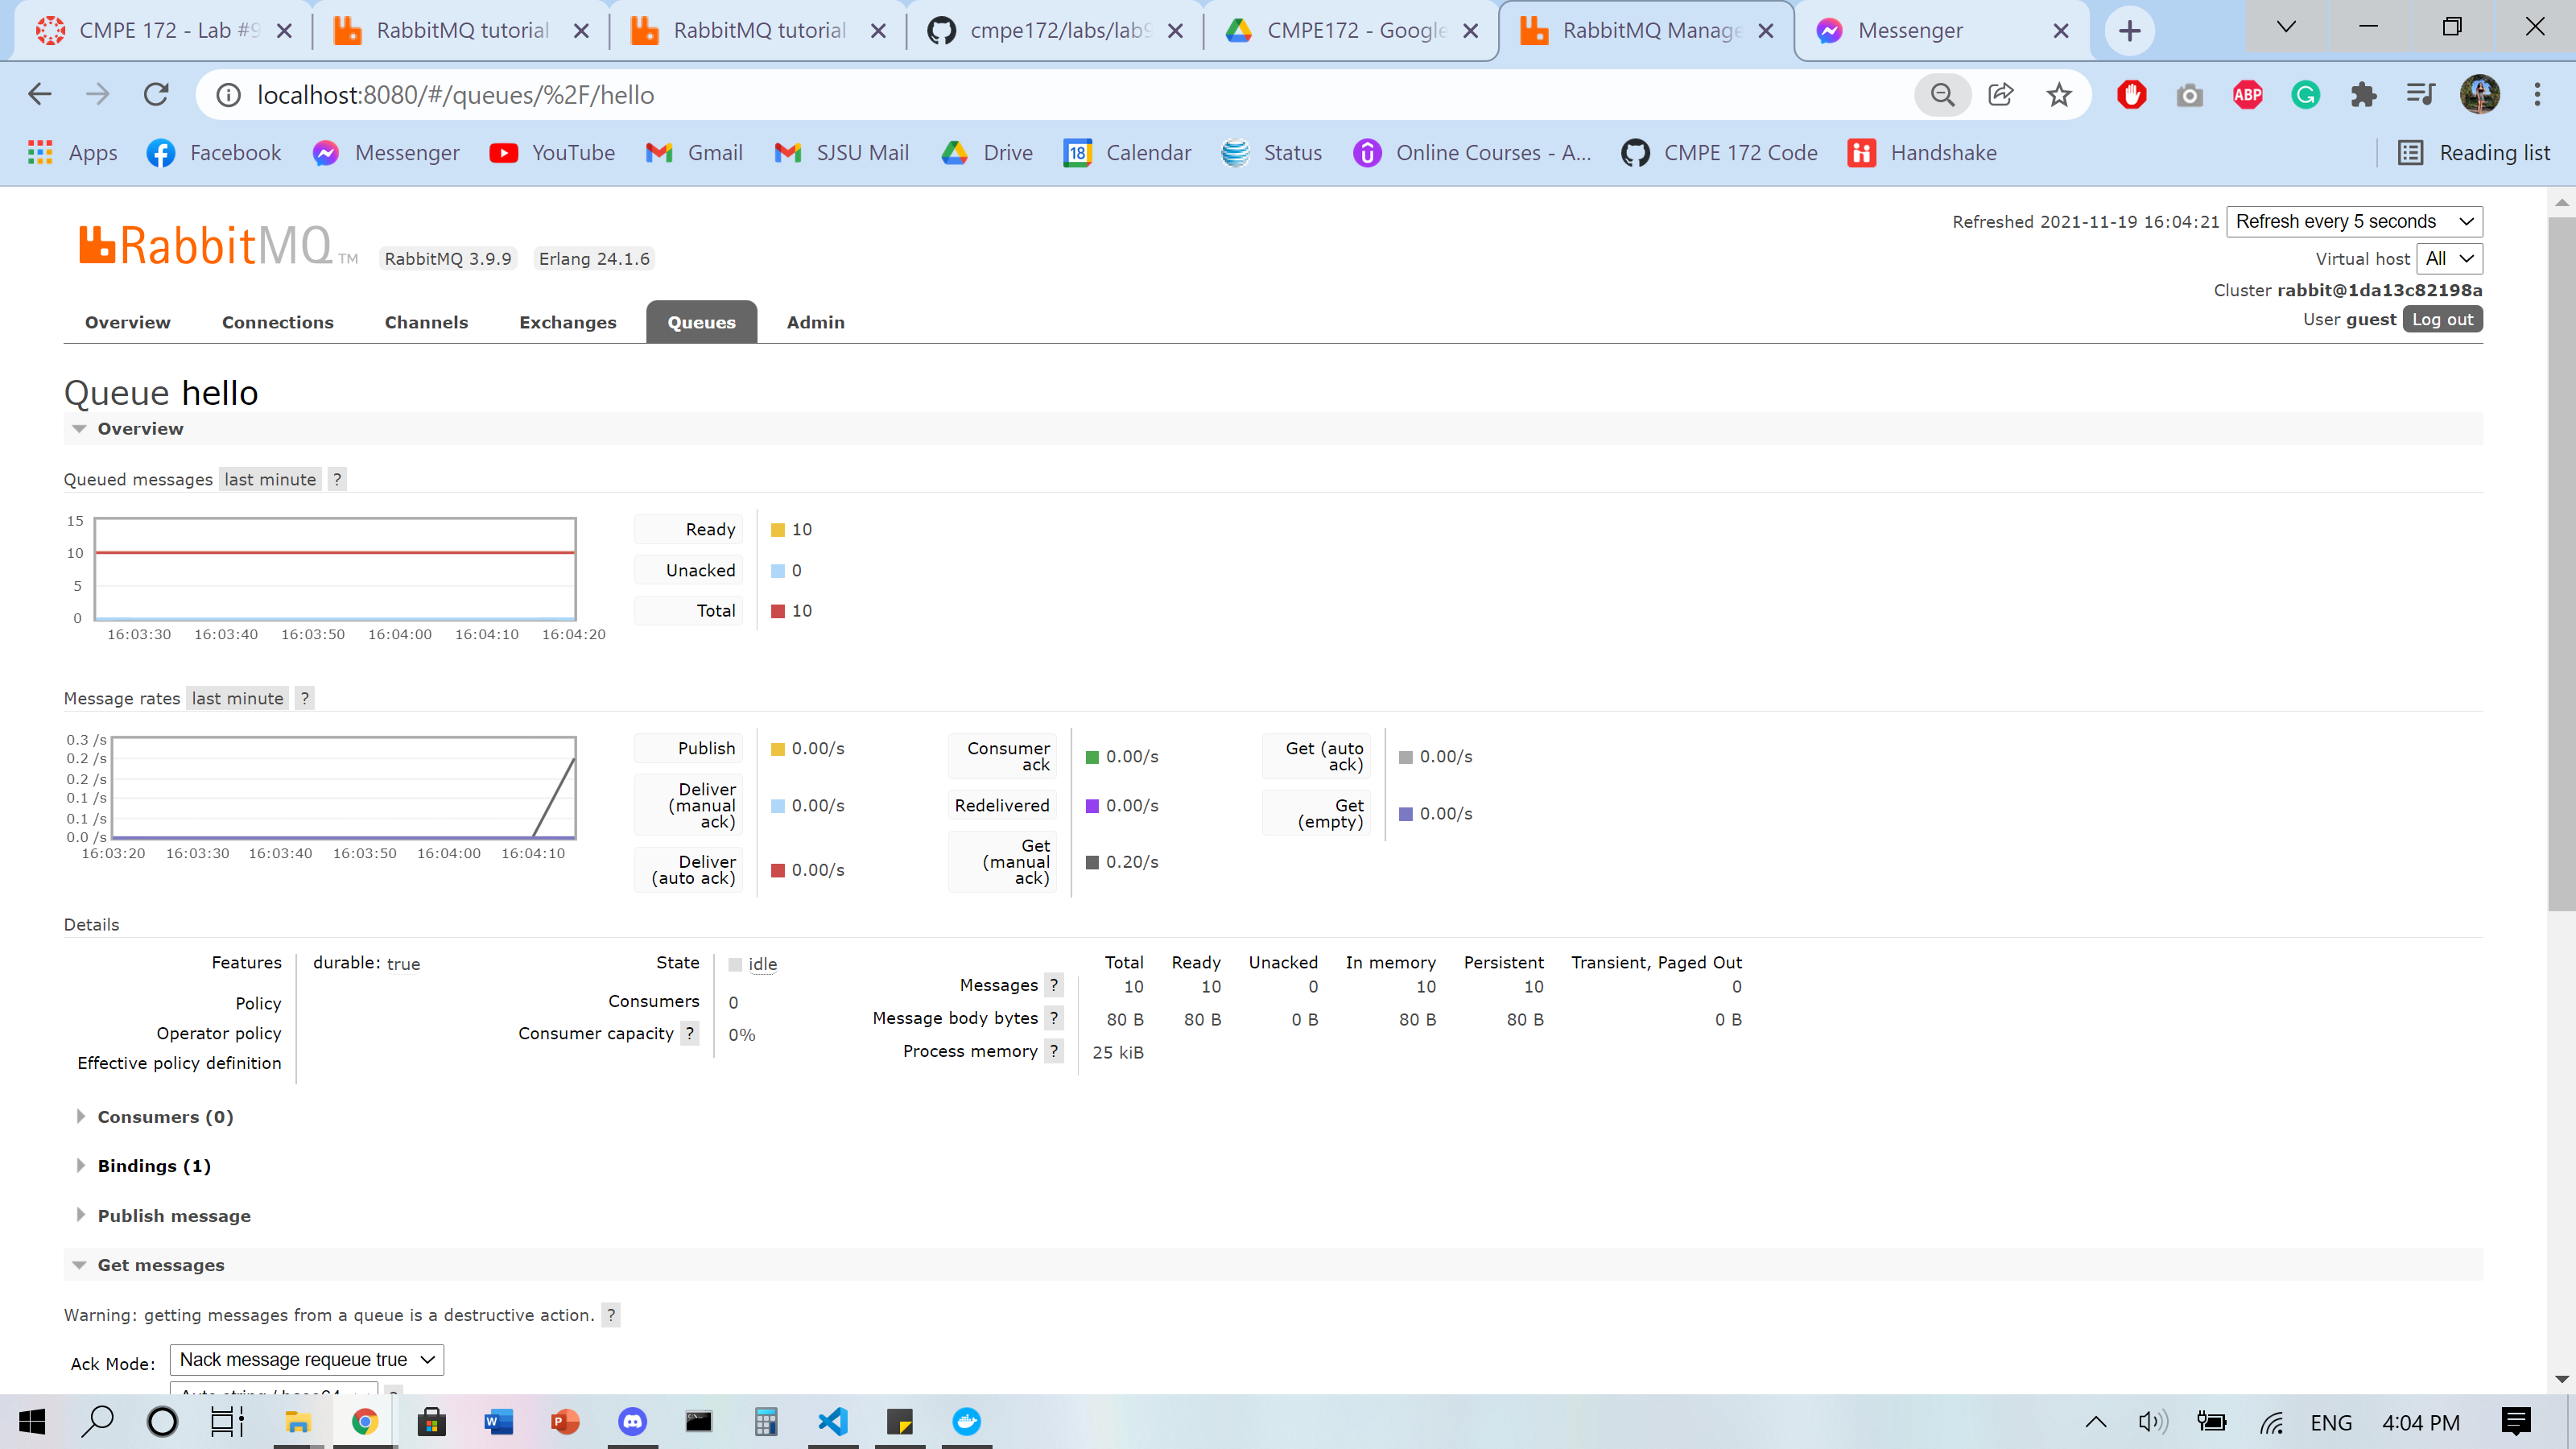 CMPE 172 - Lab #9
RabbitMQ tutorial
RabbitMQ tutorial
cmpe172/labs/lab9
CMPE172 - Google
RabbitMQ Manage
Messenger
localhost:8080/#/queues/%2F/hello
ABP
Apps
Facebook
Messenger
YouTube
Gmail
SJSU Mail
Drive
18
Calendar
Status
Online Courses - A...
CMPE 172 Code
Handshake
Reading list
RabbitMQ TM
RabbitMQ 3.9.9
Erlang 24.1.6
Refreshed 2021-11-19 16:04:21
Refresh every 5 seconds
Virtual host All
Cluster rabbit@1da13c82198a
User guest Log out
Overview
Connections
Channels
Exchanges
Queues
Admin
Queue hello
Overview
Queued messages last minute ?
15
10
5
0
16:03:30 16:03:40 16:03:50 16:04:00 16:04:10 16:04:20
Ready 10
Unacked 0
Total 10
Message rates last minute ?
0.3 /s
0.2 /s
0.2 /s
0.1 /s
0.1 /s
0.0 /s
16:03:20 16:03:30 16:03:40 16:03:50 16:04:00 16:04:10
Publish 0.00/s
Deliver
(manual
ack)
0.00/s
Deliver
(auto ack)
0.00/s
Consumer
ack
0.00/s
Redelivered 0.00/s
Get
(manual
ack)
0.20/s
Get (auto
ack)
0.00/s
Get
(empty)
0.00/s
Details
Features durable: true
Policy
Operator policy
Effective policy definition
State idle
Consumers 0
Consumer capacity ? 0%
Total Ready Unacked In memory Persistent Transient, Paged Out
Messages ? 10 10 0 10 10 0
Message body bytes ? 80 B 80 B 0 B 80 B 80 B 0 B
Process memory ? 25 kiB
Consumers (0)
Bindings (1)
Publish message
Get messages
Warning: getting messages from a queue is a destructive action. ?
Ack Mode: Nack message requeue true
Auto string / base64 ?
ENG
4:04 PM